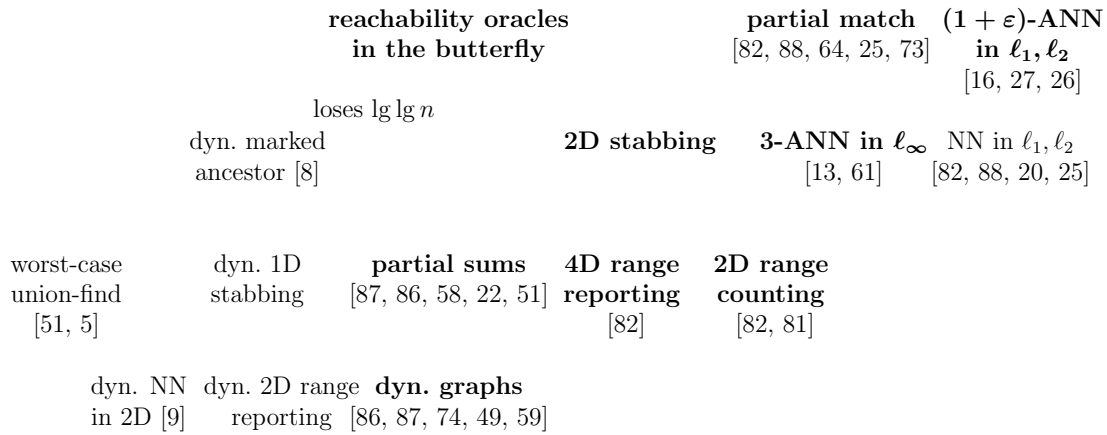 reachability oracles
in the butterfly
partial match
[82, 88, 64, 25, 73]
(1 + ε)-ANN
in ℓ₁, ℓ₂
[16, 27, 26]
loses lg lg n
dyn. marked
ancestor [8]
2D stabbing
3-ANN in ℓ∞
[13, 61]
NN in ℓ₁, ℓ₂
[82, 88, 20, 25]
worst-case
union-find
[51, 5]
dyn. 1D
stabbing
partial sums
[87, 86, 58, 22, 51]
4D range
reporting
[82]
2D range
counting
[82, 81]
dyn. NN
in 2D [9]
dyn. 2D range
reporting
dyn. graphs
[86, 87, 74, 49, 59]